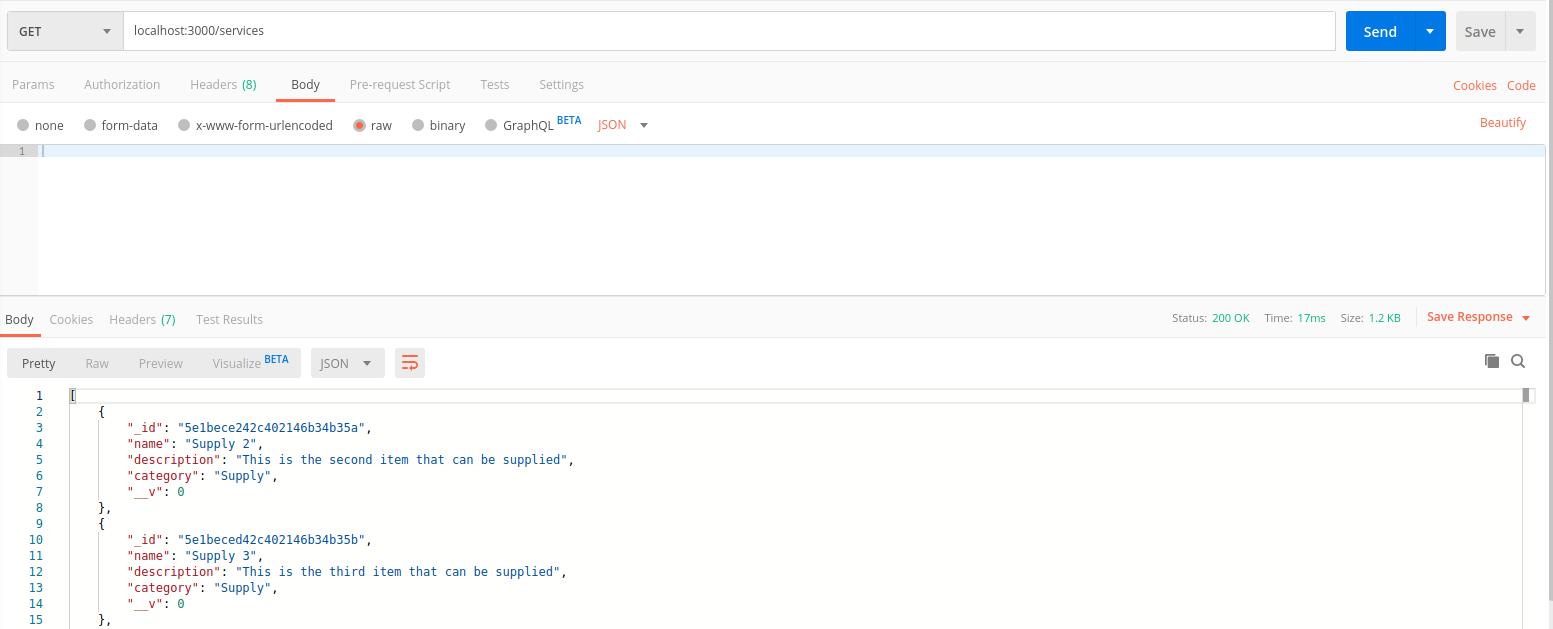 GET localhost:3000/services Send Save
Params Authorization Headers (8) Body Pre-request Script Tests Settings Cookies Code
none form-data x-www-form-urlencoded raw binary GraphQL BETA JSON Beautify
1
Body Cookies Headers (7) Test Results Status: 200 OK Time: 17ms Size: 1.2 KB Save Response
Pretty Raw Preview Visualize BETA JSON
1 [
2 {
3 "_id": "5e1bece242c402146b34b35a",
4 "name": "Supply 2",
5 "description": "This is the second item that can be supplied",
6 "category": "Supply",
7 "__v": 0
8 },
9 {
10 "_id": "5e1beced42c402146b34b35b",
11 "name": "Supply 3",
12 "description": "This is the third item that can be supplied",
13 "category": "Supply",
14 "__v": 0
15 },